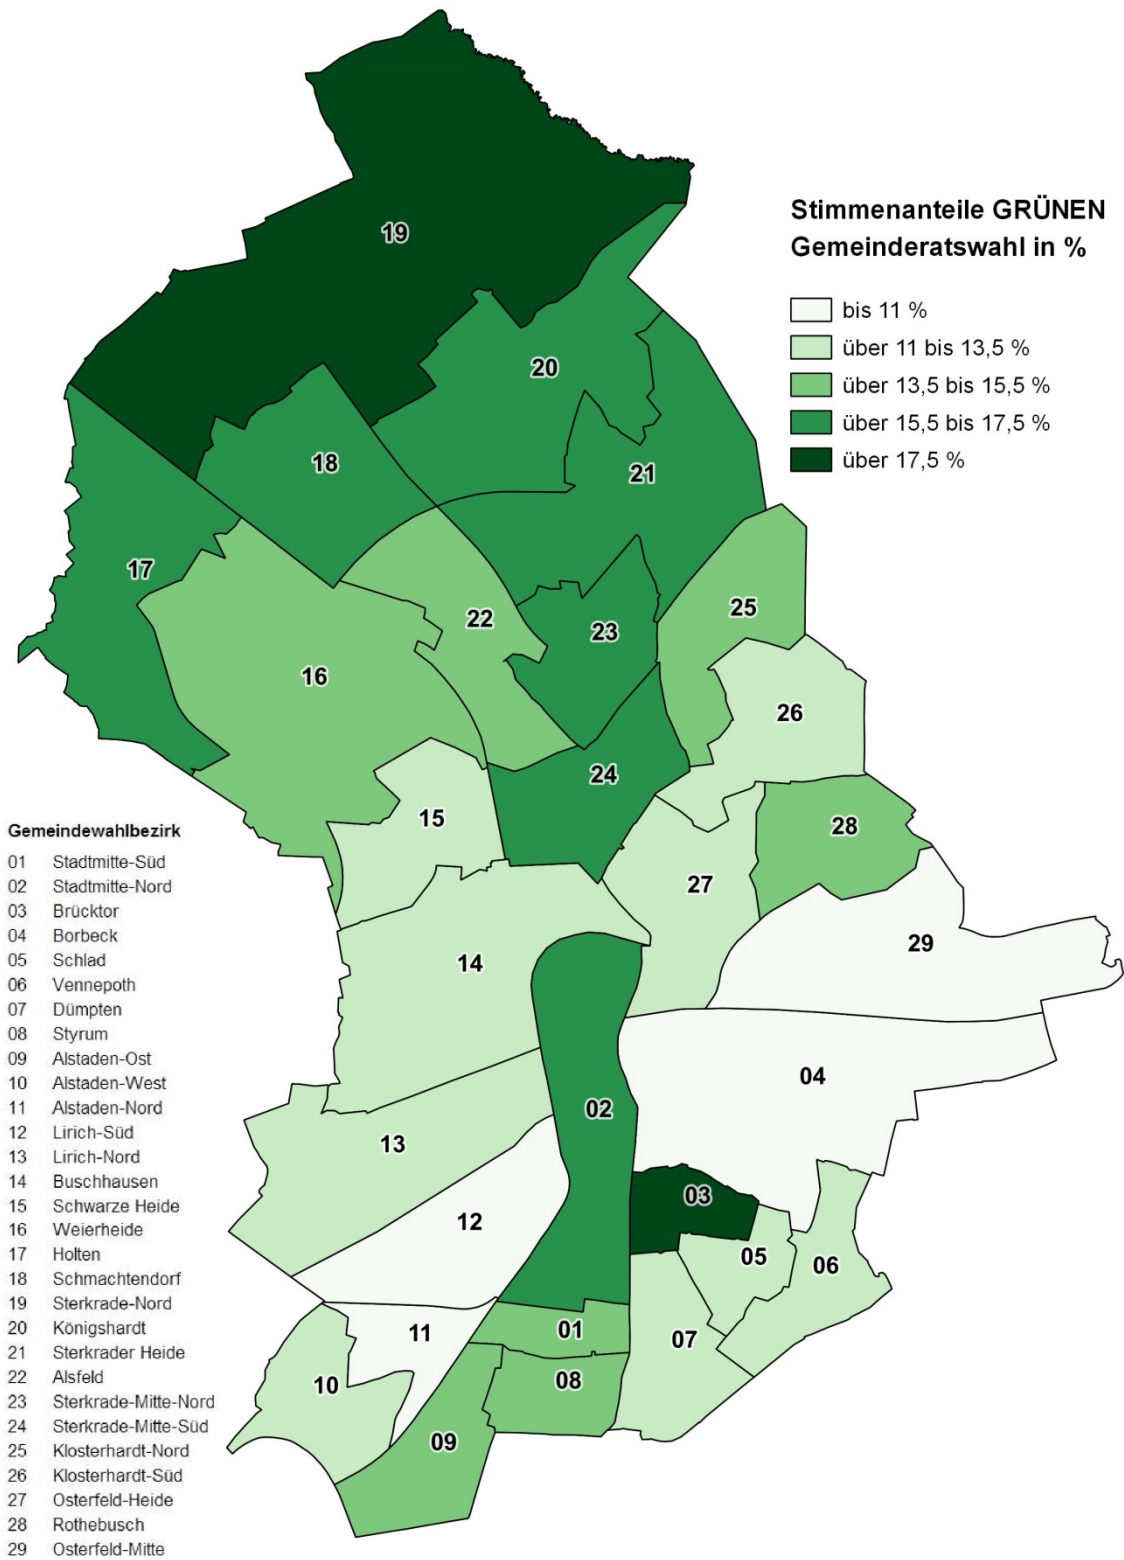 Stimmenanteile GRÜNEN
Gemeinderatswahl in %
bis 11 %
über 11 bis 13,5 %
über 13,5 bis 15,5 %
über 15,5 bis 17,5 %
über 17,5 %
19
20
18
21
17
25
22
23
16
26
24
15
28
27
29
14
04
02
13
03
12
05
06
01
11
07
08
10
09
Gemeindewahlbezirk
01 Stadtmitte-Süd
02 Stadtmitte-Nord
03 Brücktor
04 Borbeck
05 Schlad
06 Vennepoth
07 Dümpten
08 Styrum
09 Alstaden-Ost
10 Alstaden-West
11 Alstaden-Nord
12 Lirich-Süd
13 Lirich-Nord
14 Buschhausen
15 Schwarze Heide
16 Weierheide
17 Holten
18 Schmachtendorf
19 Sterkrade-Nord
20 Königshardt
21 Sterkrader Heide
22 Alsfeld
23 Sterkrade-Mitte-Nord
24 Sterkrade-Mitte-Süd
25 Klosterhardt-Nord
26 Klosterhardt-Süd
27 Osterfeld-Heide
28 Rothebusch
29 Osterfeld-Mitte